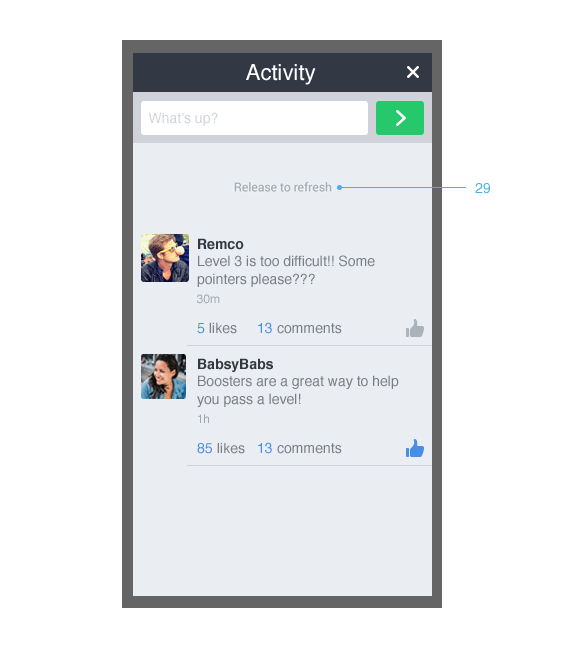 Activity
What's up?
Release to refresh
29
Remco
Level 3 is too difficult!! Some
pointers please???
30m
5 likes 13 comments
BabsyBabs
Boosters are a great way to help
you pass a level!
1h
85 likes 13 comments